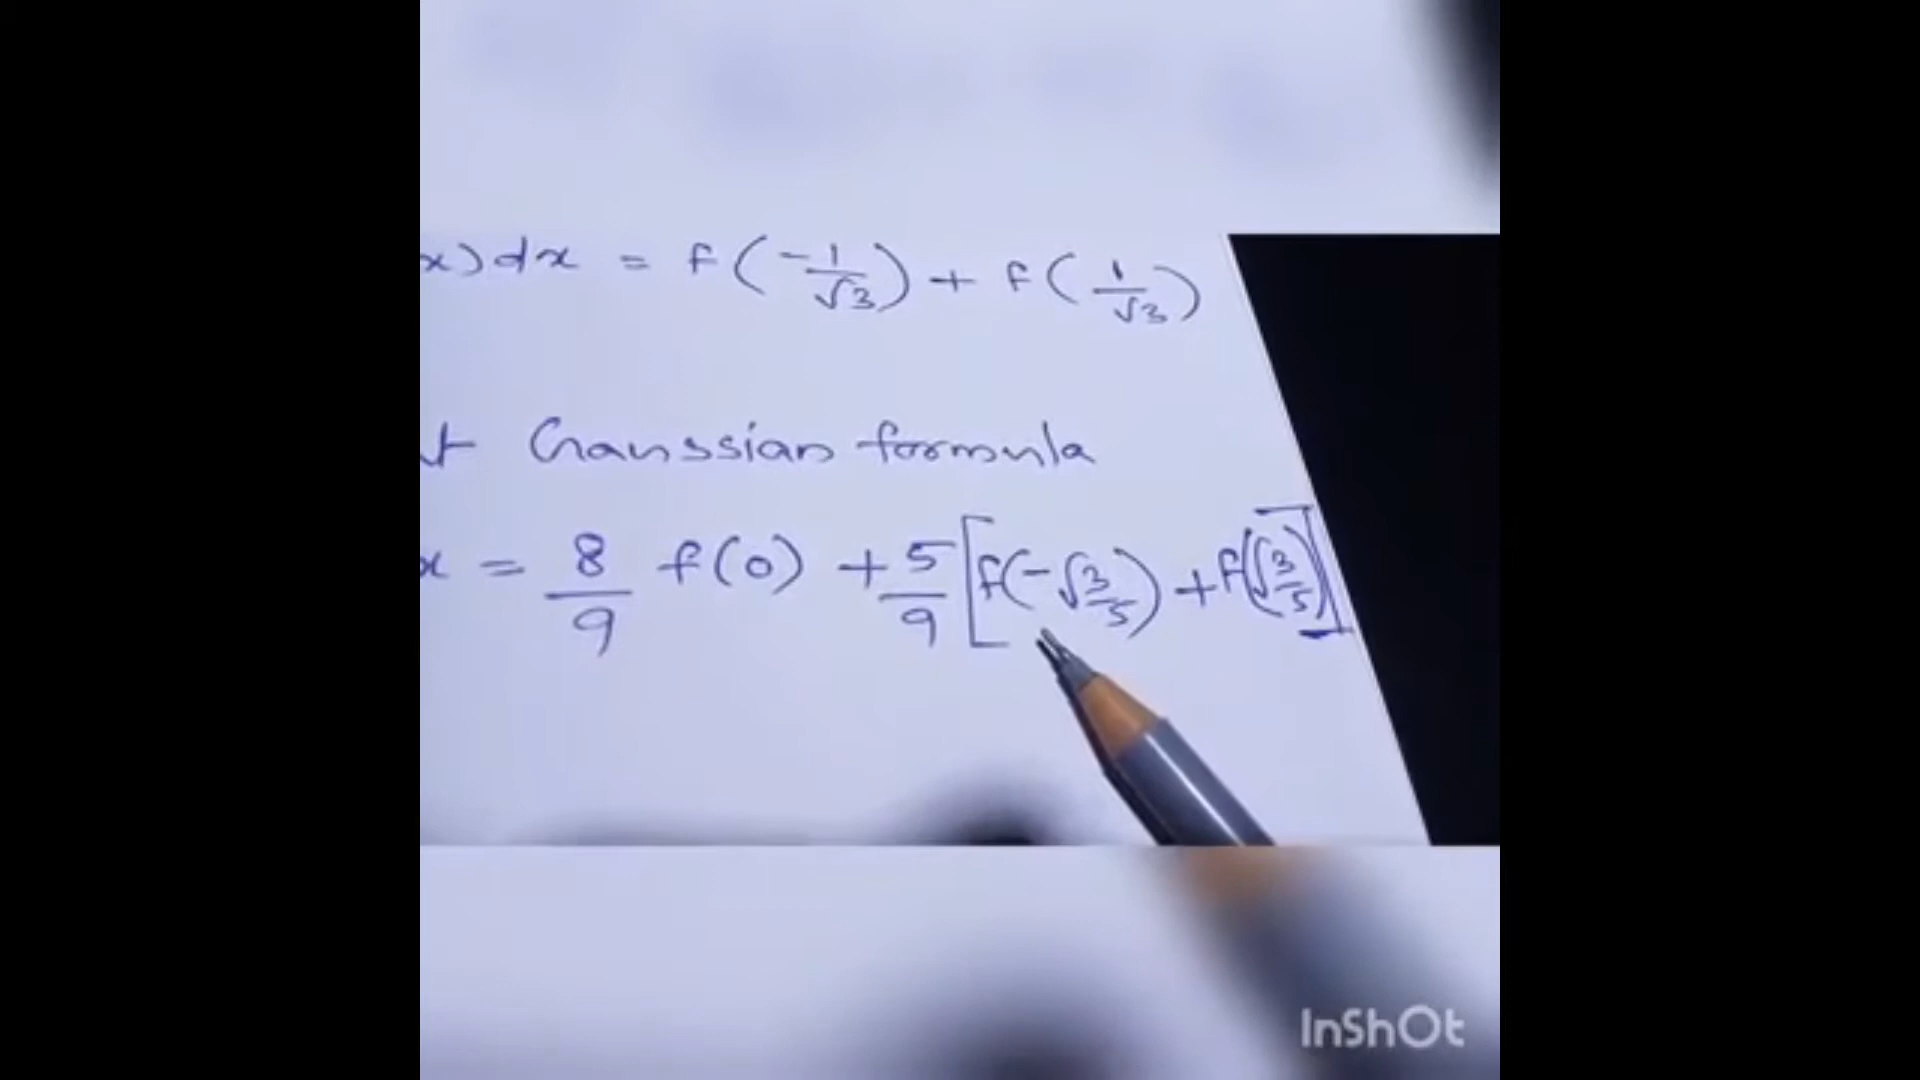 x) dx = f(-1/√3) + f(1/√3)
t Gaussian formula
x = 8/9 f(0) + 5/9 [f(-√3/5) + f(√3/5)]
InShOt